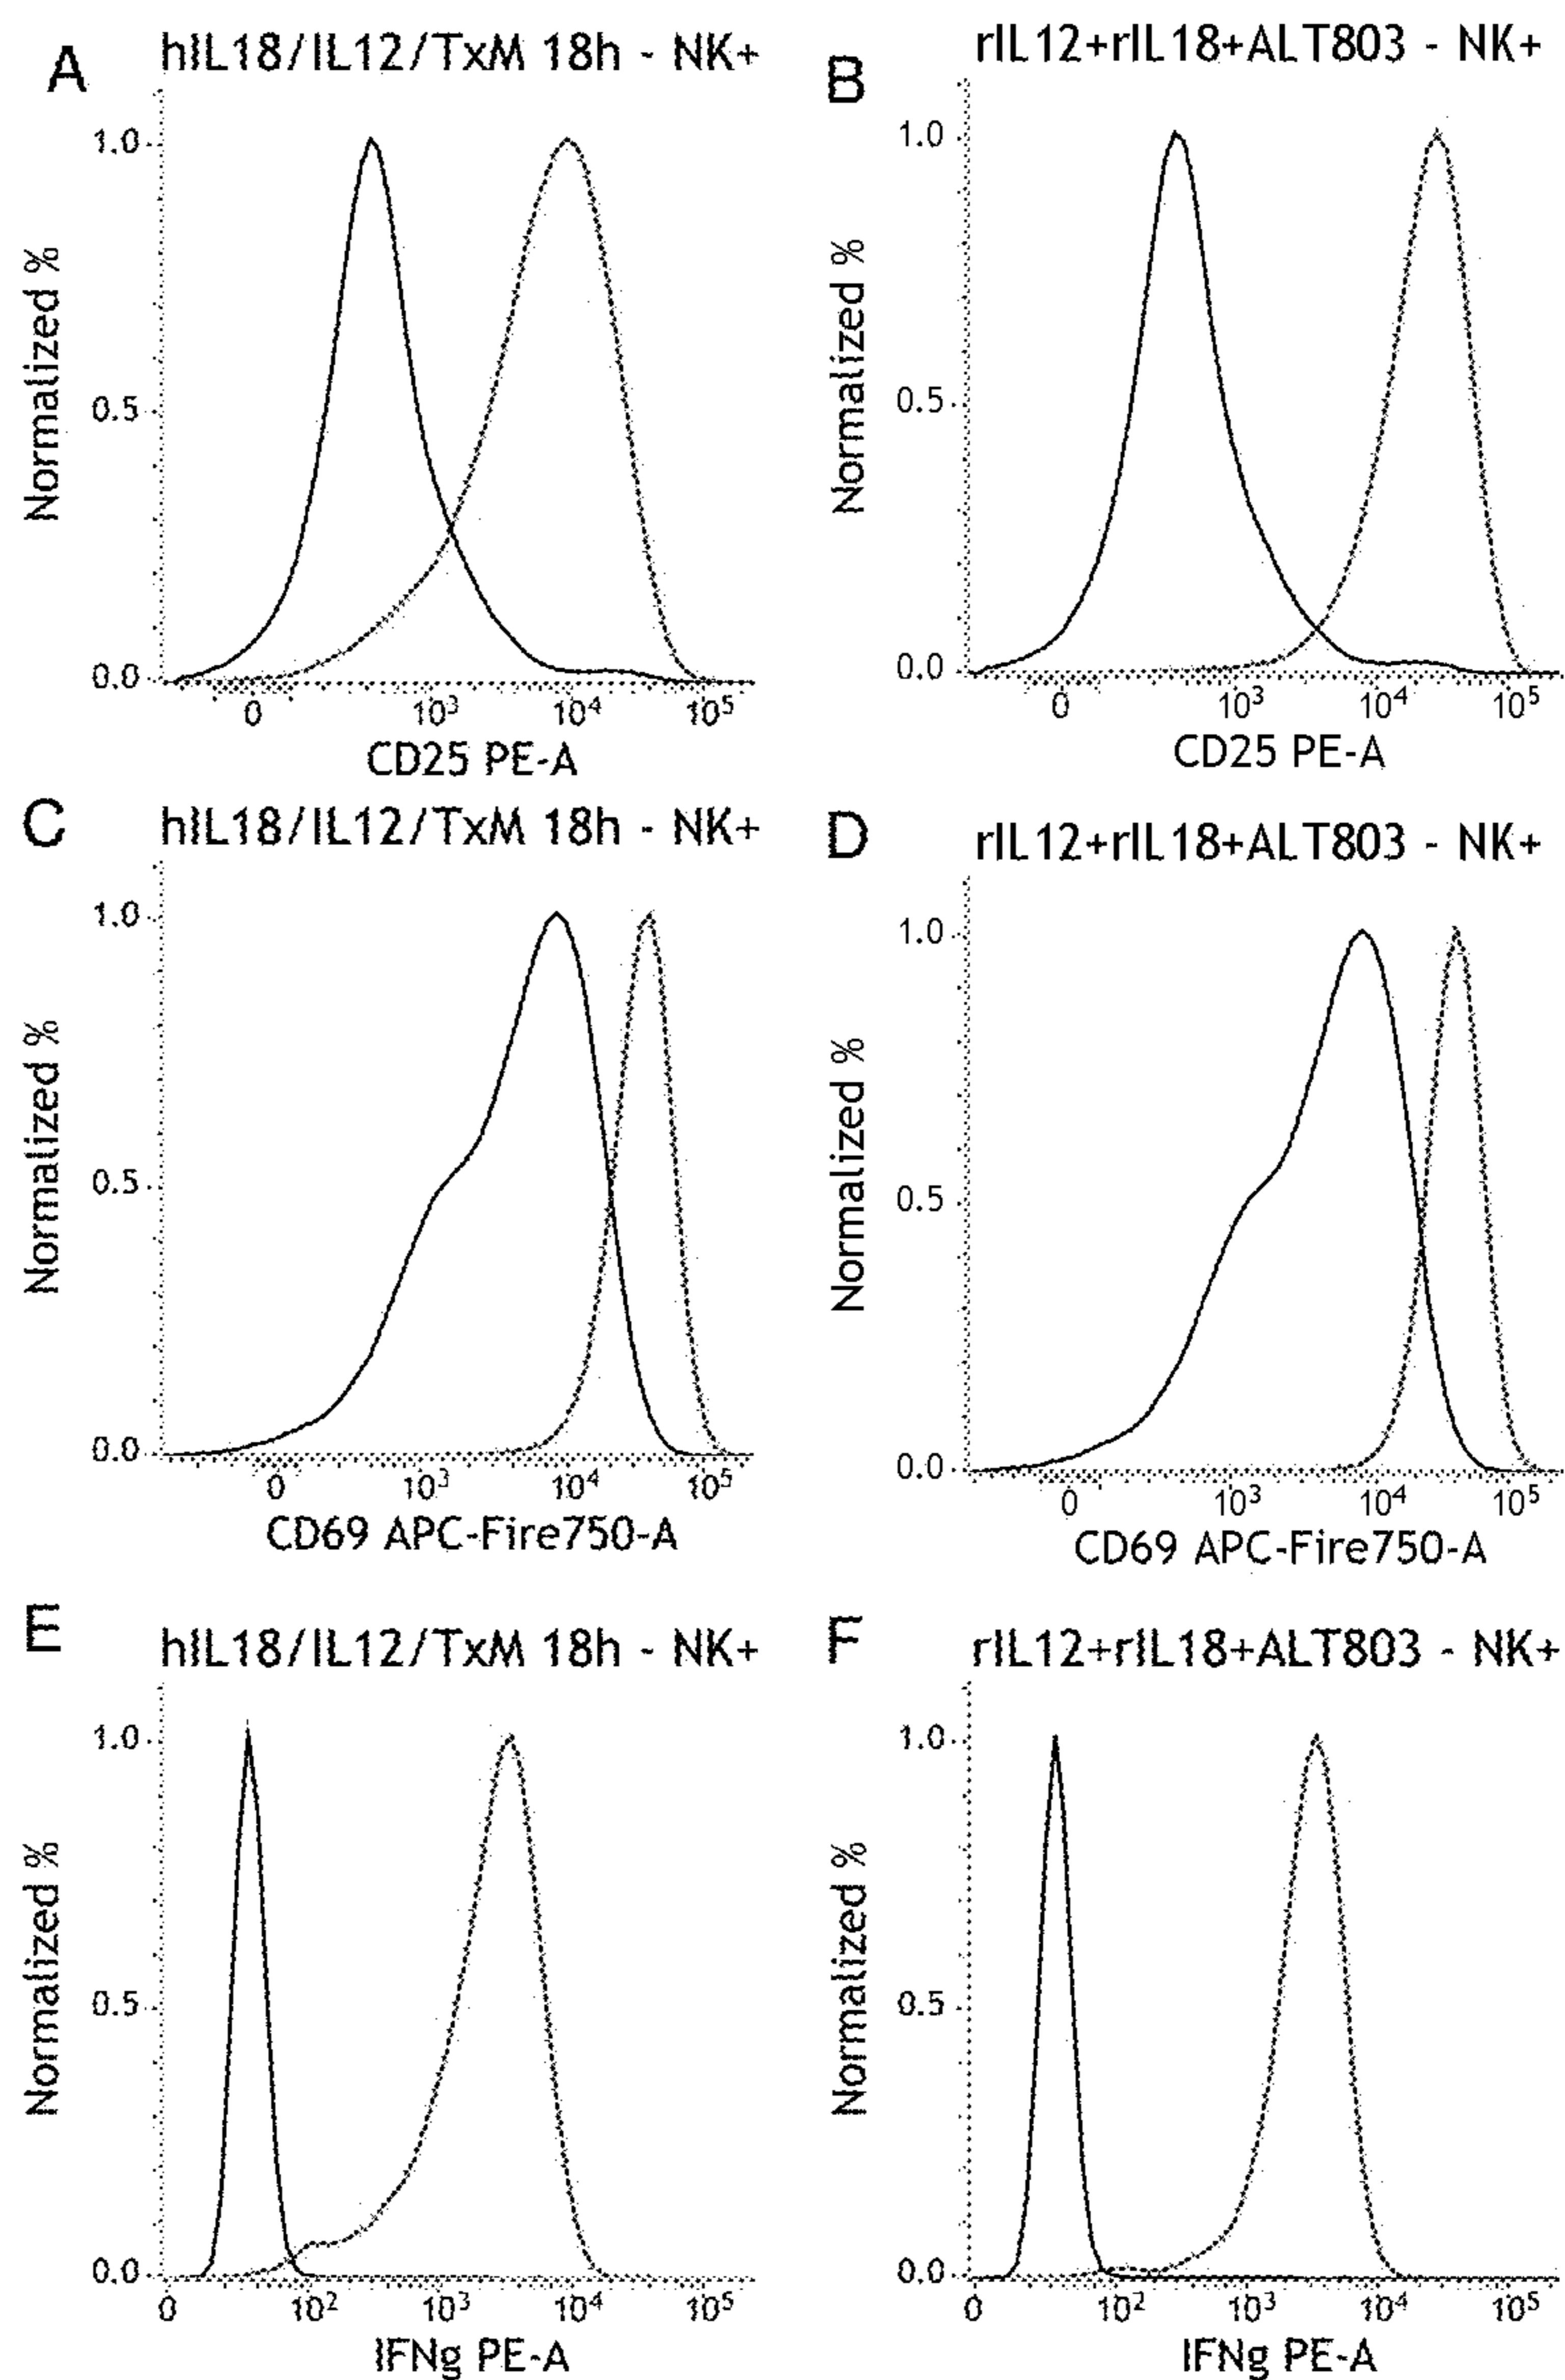 A
hIL18/IL12/TxM 18h - NK+
Normalized %
1.0
0.5
0.0
0 10³ 10⁴ 10⁵
CD25 PE-A
B
rIL12+rIL18+ALT803 - NK+
Normalized %
1.0
0.5
0.0
0 10³ 10⁴ 10⁵
CD25 PE-A
C
hIL18/IL12/TxM 18h - NK+
Normalized %
1.0
0.5
0.0
0 10³ 10⁴ 10⁵
CD69 APC-Fire750-A
D
rIL12+rIL18+ALT803 - NK+
Normalized %
1.0
0.5
0.0
0 10³ 10⁴ 10⁵
CD69 APC-Fire750-A
E
hIL18/IL12/TxM 18h - NK+
Normalized %
1.0
0.5
0.0
0 10² 10³ 10⁴ 10⁵
IFNg PE-A
F
rIL12+rIL18+ALT803 - NK+
Normalized %
1.0
0.5
0.0
0 10² 10³ 10⁴ 10⁵
IFNg PE-A